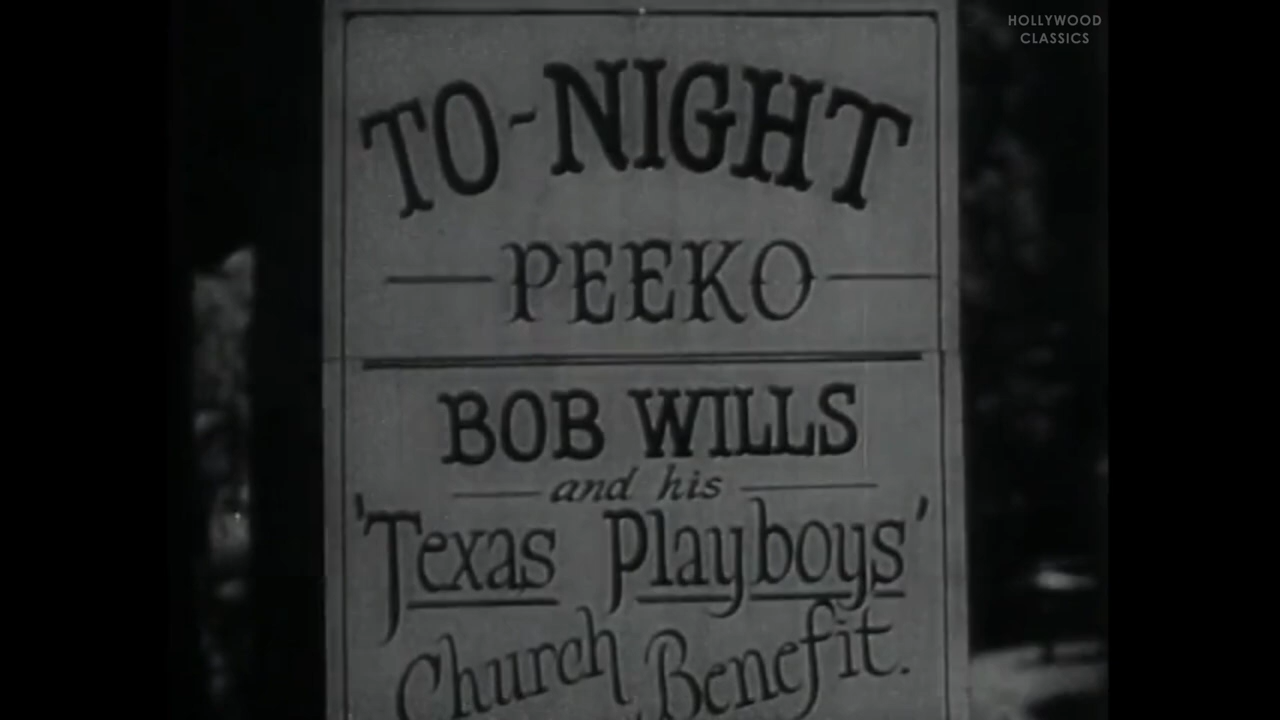 HOLLYWOOD
CLASSICS
TO-NIGHT
PEEKO
BOB WILLS
and his
'Texas Playboys'
Church Benefit.